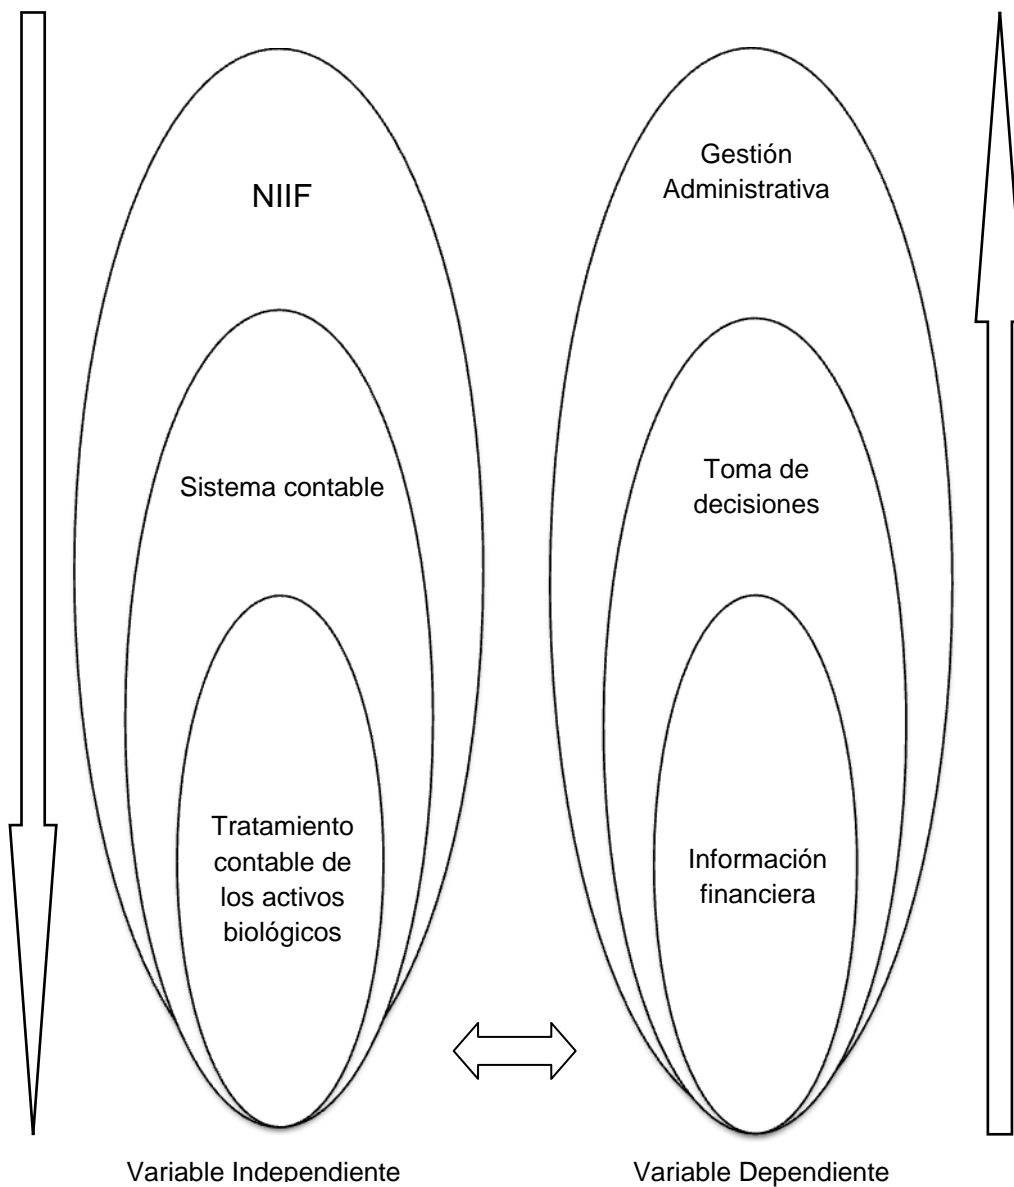 NIIF
Sistema contable
Tratamiento
contable de
los activos
biológicos
Gestión
Administrativa
Toma de
decisiones
Información
financiera
Variable Independiente
Variable Dependiente